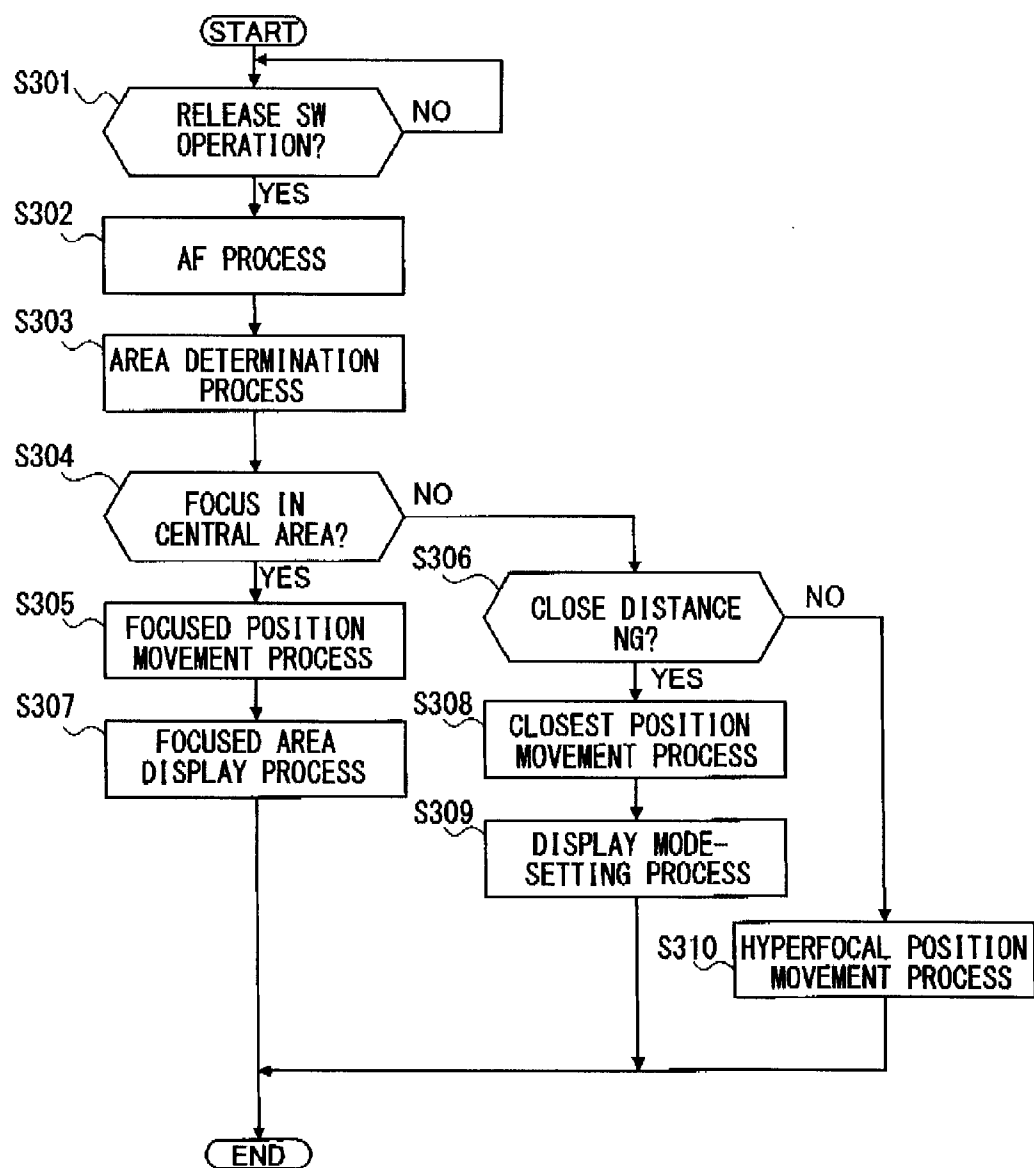 START
S301
RELEASE SW
OPERATION?
NO
YES
S302
AF PROCESS
S303
AREA DETERMINATION
PROCESS
S304
FOCUS IN
CENTRAL AREA?
NO
YES
S305
FOCUSED POSITION
MOVEMENT PROCESS
S306
CLOSE DISTANCE
NG?
NO
YES
S307
FOCUSED AREA
DISPLAY PROCESS
S308
CLOSEST POSITION
MOVEMENT PROCESS
S309
DISPLAY MODE-
SETTING PROCESS
S310
HYPERFOCAL POSITION
MOVEMENT PROCESS
END